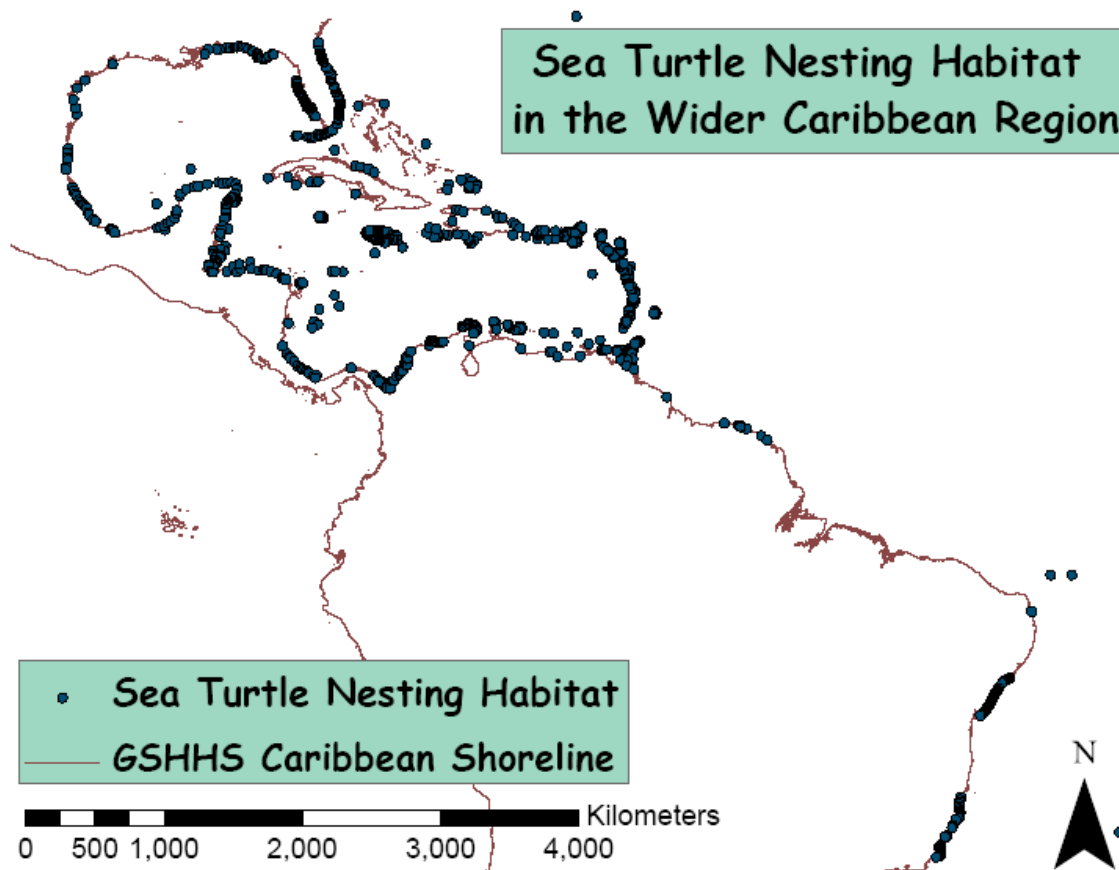 Sea Turtle Nesting Habitat
in the Wider Caribbean Region
Sea Turtle Nesting Habitat
GSHHS Caribbean Shoreline
Kilometers
0 500 1,000 2,000 3,000 4,000
N